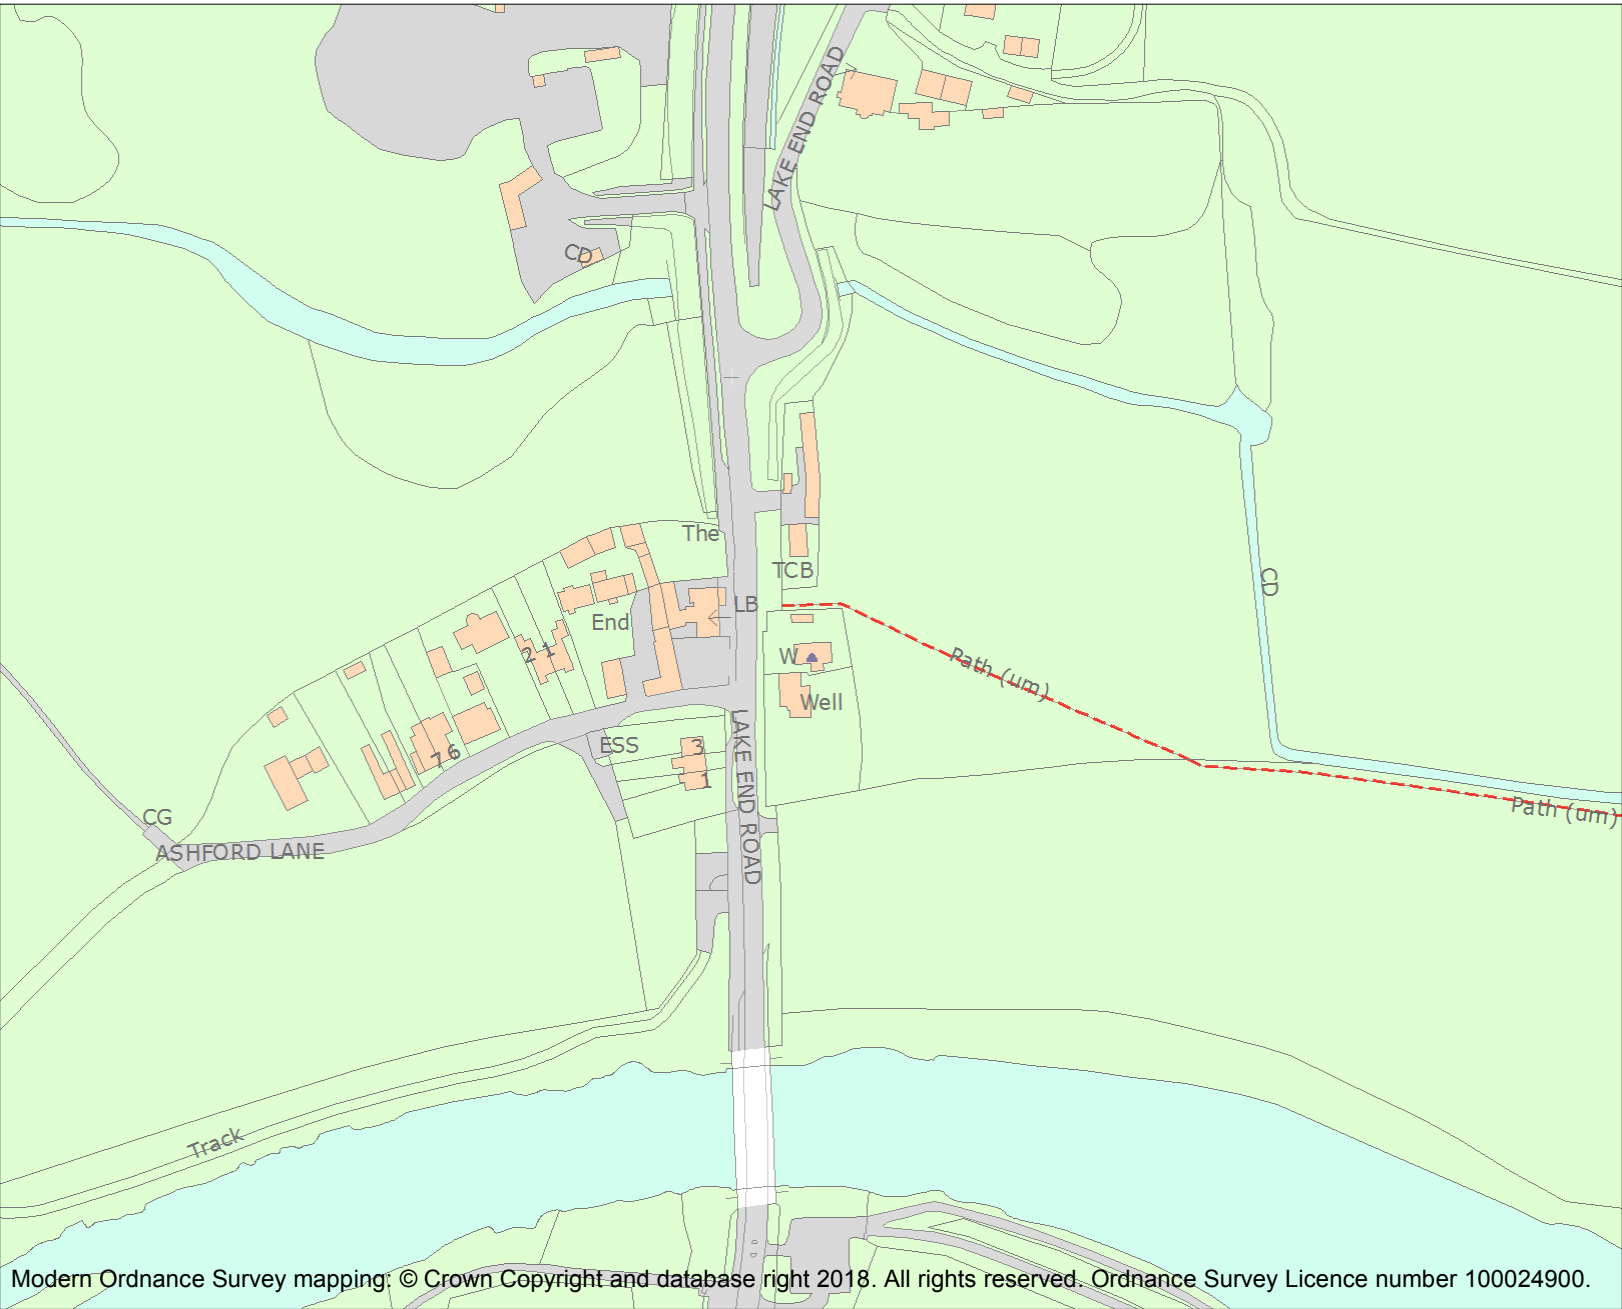 LAKE END ROAD
CD
The
TCB
LB
End
2 1
W
Path (um)
Well
CD
ESS
3
1
7 6
LAKE END ROAD
CG
ASHFORD LANE
Path (um)
Track
Modern Ordnance Survey mapping: © Crown Copyright and database right 2018. All rights reserved. Ordnance Survey Licence number 100024900.